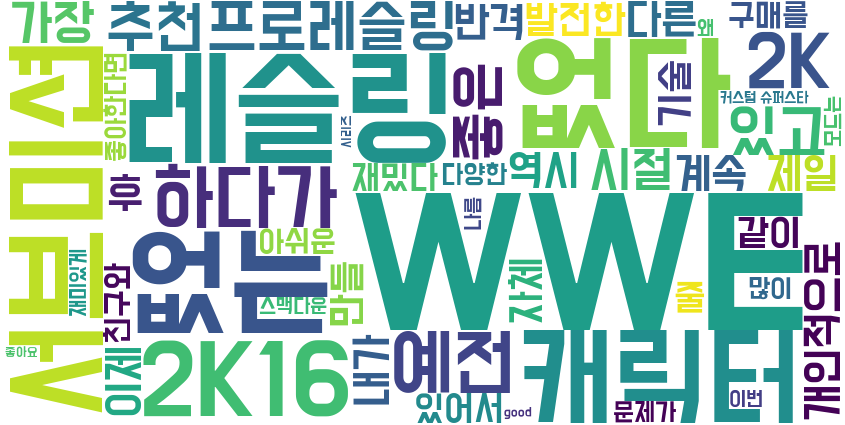 가장
추천
프로레슬링
반격
발전한
다른
왜
구매를
2K
레슬링
좋은
없다
기술
커스텀 슈퍼스타
모드는
좋아한다면
시리즈
있고
재밌다
다양한
역시
시절
계속
제일
후
하다가
WWE
나름
같이
없는
아쉬운
스맥다운
만들
자체
줌
많이
개인적으로
재미있게
친구와
좋아요
이제
2K16
내가
예전
캐릭터
있어서
good
문제가
이번